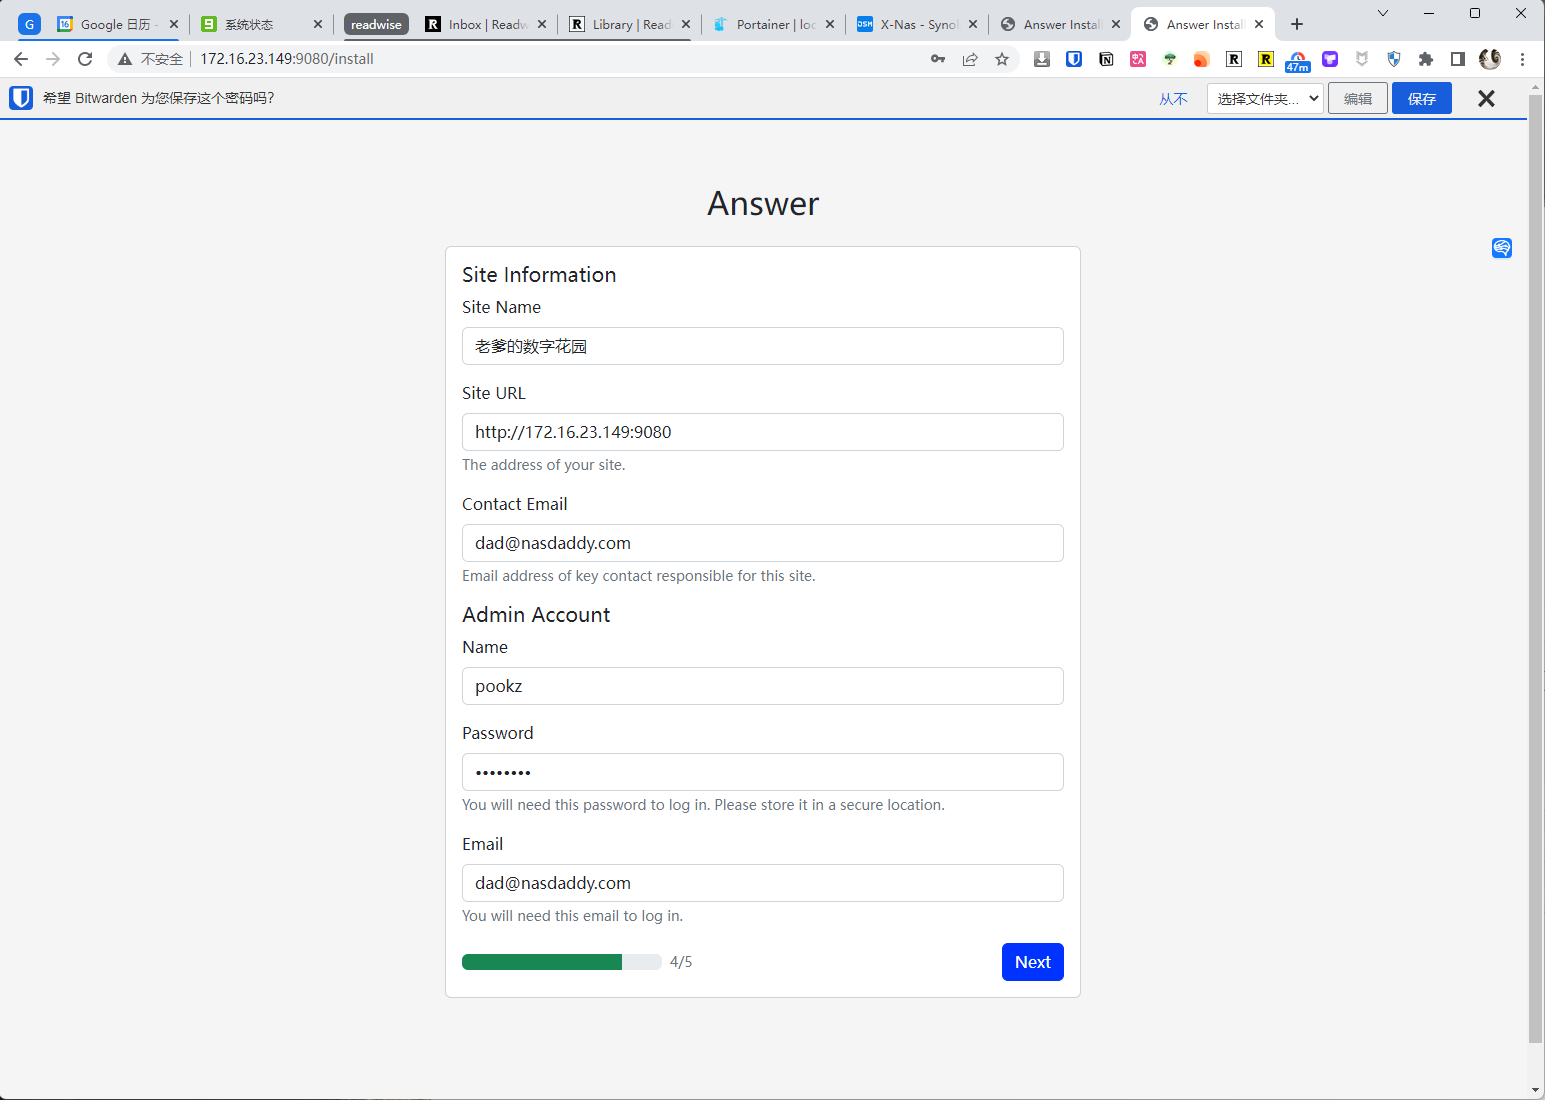 G
16
Google 日历 -
9
系统状态
readwise
R
Inbox | Readw
R
Library | Read
Portainer | loc
DSM
X-Nas - Synol
Answer Install
Answer Install
不安全
172.16.23.149:9080/install
R
R
47m
希望 Bitwarden 为您保存这个密码吗?
从不
选择文件夹...
编辑
保存
Answer
Site Information
Site Name
老爹的数字花园
Site URL
http://172.16.23.149:9080
The address of your site.
Contact Email
dad@nasdaddy.com
Email address of key contact responsible for this site.
Admin Account
Name
pookz
Password
••••••••
You will need this password to log in. Please store it in a secure location.
Email
dad@nasdaddy.com
You will need this email to log in.
4/5
Next